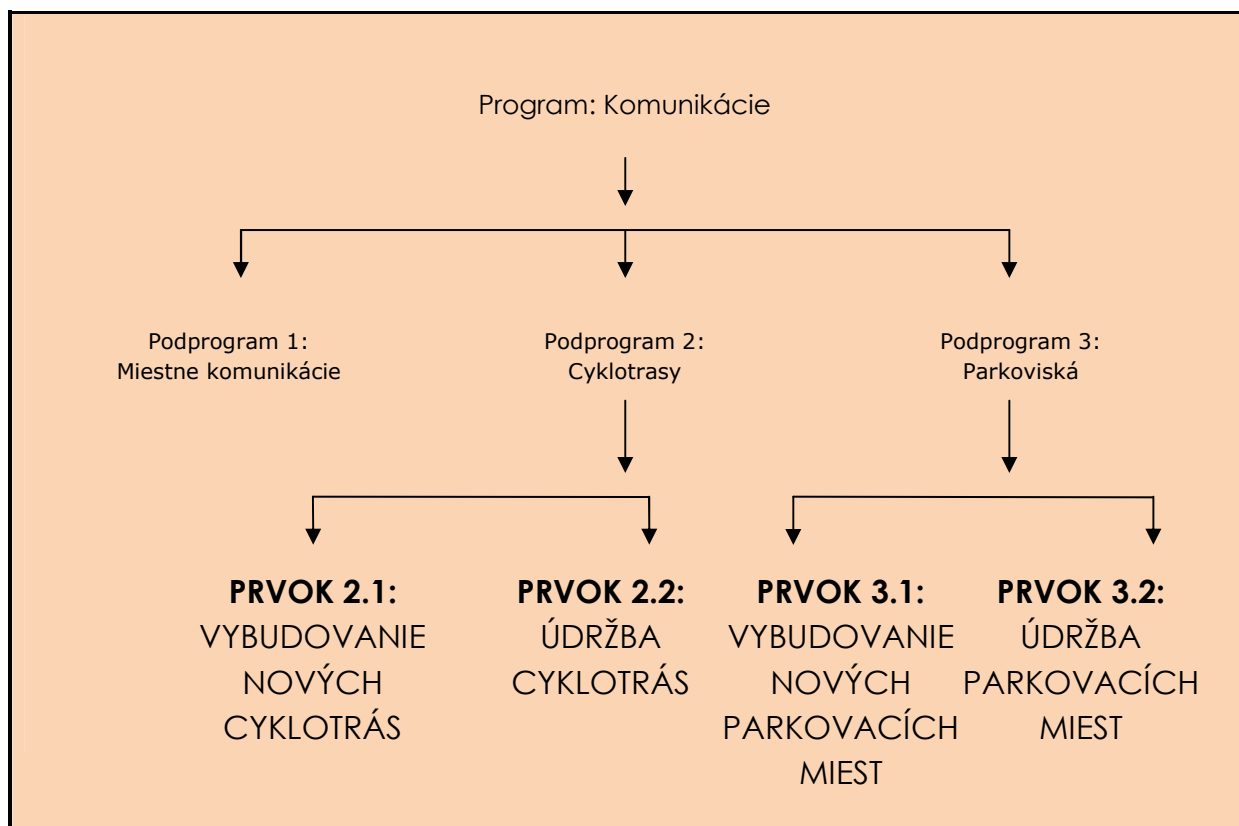 Program: Komunikácie
Podprogram 1:
Miestne komunikácie
Podprogram 2:
Cyklotrasy
Podprogram 3:
Parkoviská
PRVOK 2.1:
VYBUDOVANIE
NOVÝCH
CYKLOTRÁS
PRVOK 2.2:
ÚDRŽBA
CYKLOTRÁS
PRVOK 3.1:
VYBUDOVANIE
NOVÝCH
PARKOVACÍCH
MIEST
PRVOK 3.2:
ÚDRŽBA
PARKOVACÍCH
MIEST